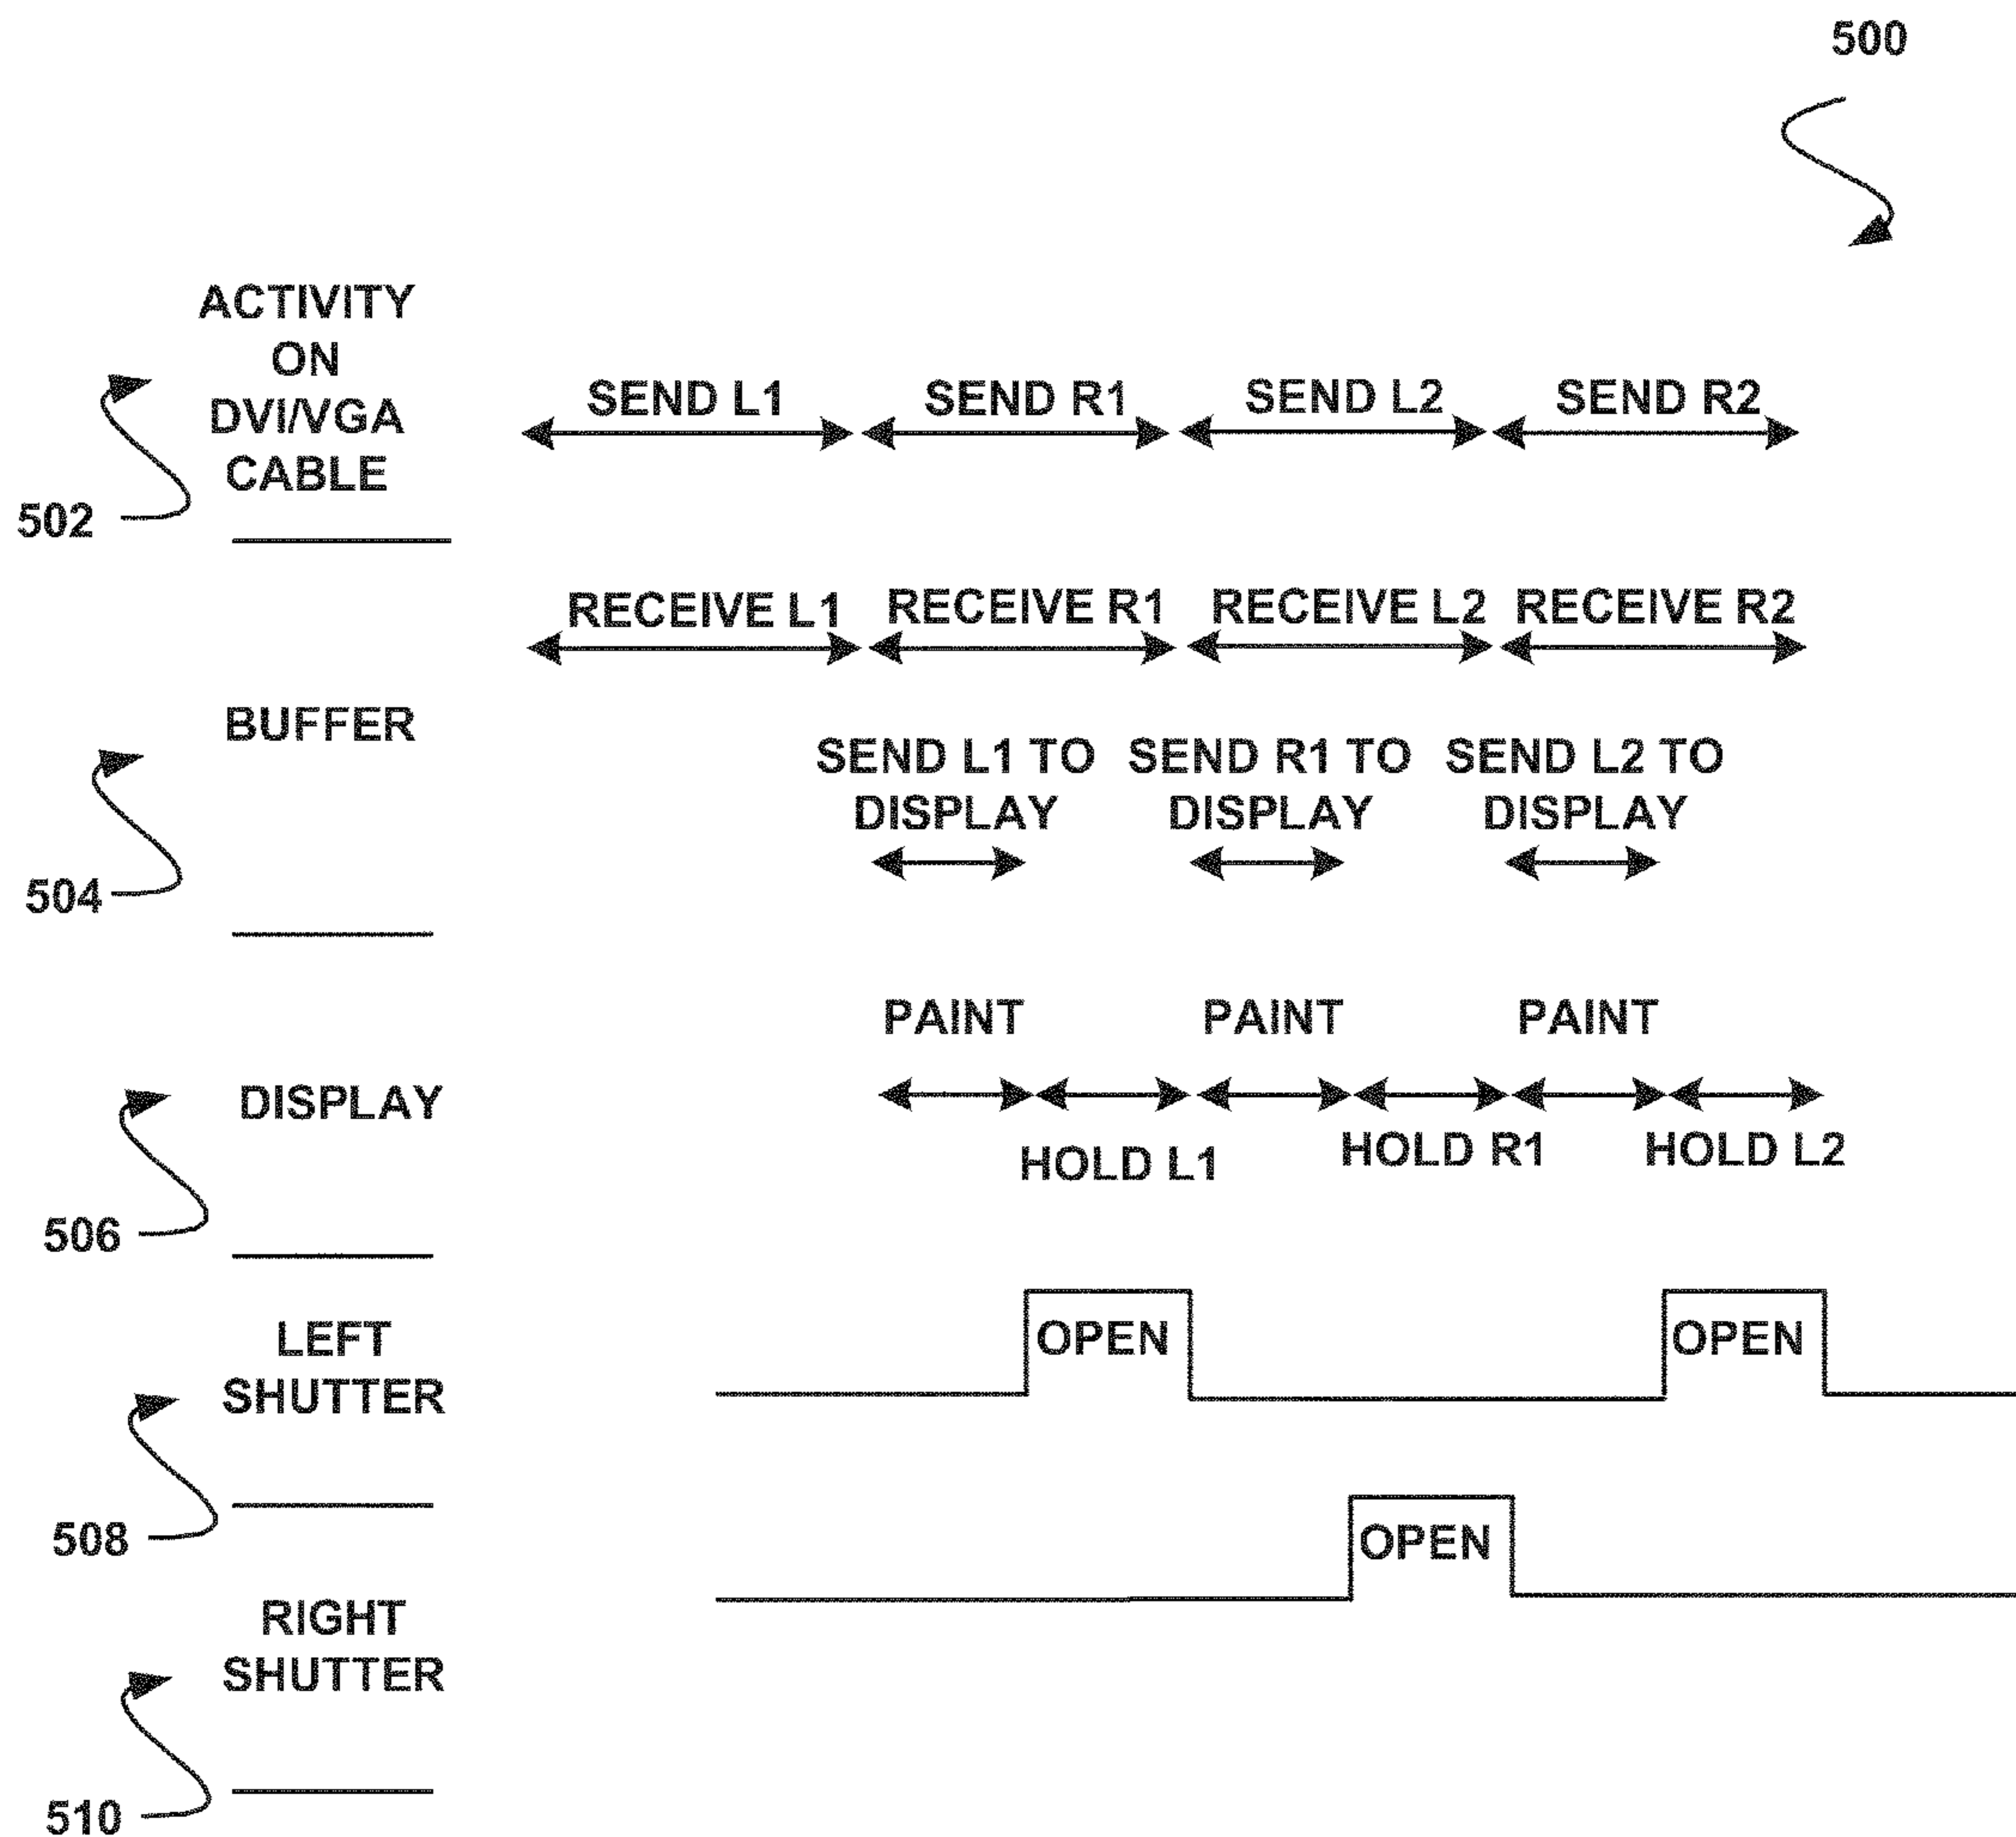 500
ACTIVITY
ON
DVI/VGA
CABLE
502
SEND L1
SEND R1
SEND L2
SEND R2
RECEIVE L1
RECEIVE R1
RECEIVE L2
RECEIVE R2
BUFFER
504
SEND L1 TO
DISPLAY
SEND R1 TO
DISPLAY
SEND L2 TO
DISPLAY
PAINT
PAINT
PAINT
DISPLAY
506
HOLD L1
HOLD R1
HOLD L2
LEFT
SHUTTER
508
OPEN
OPEN
OPEN
RIGHT
SHUTTER
510